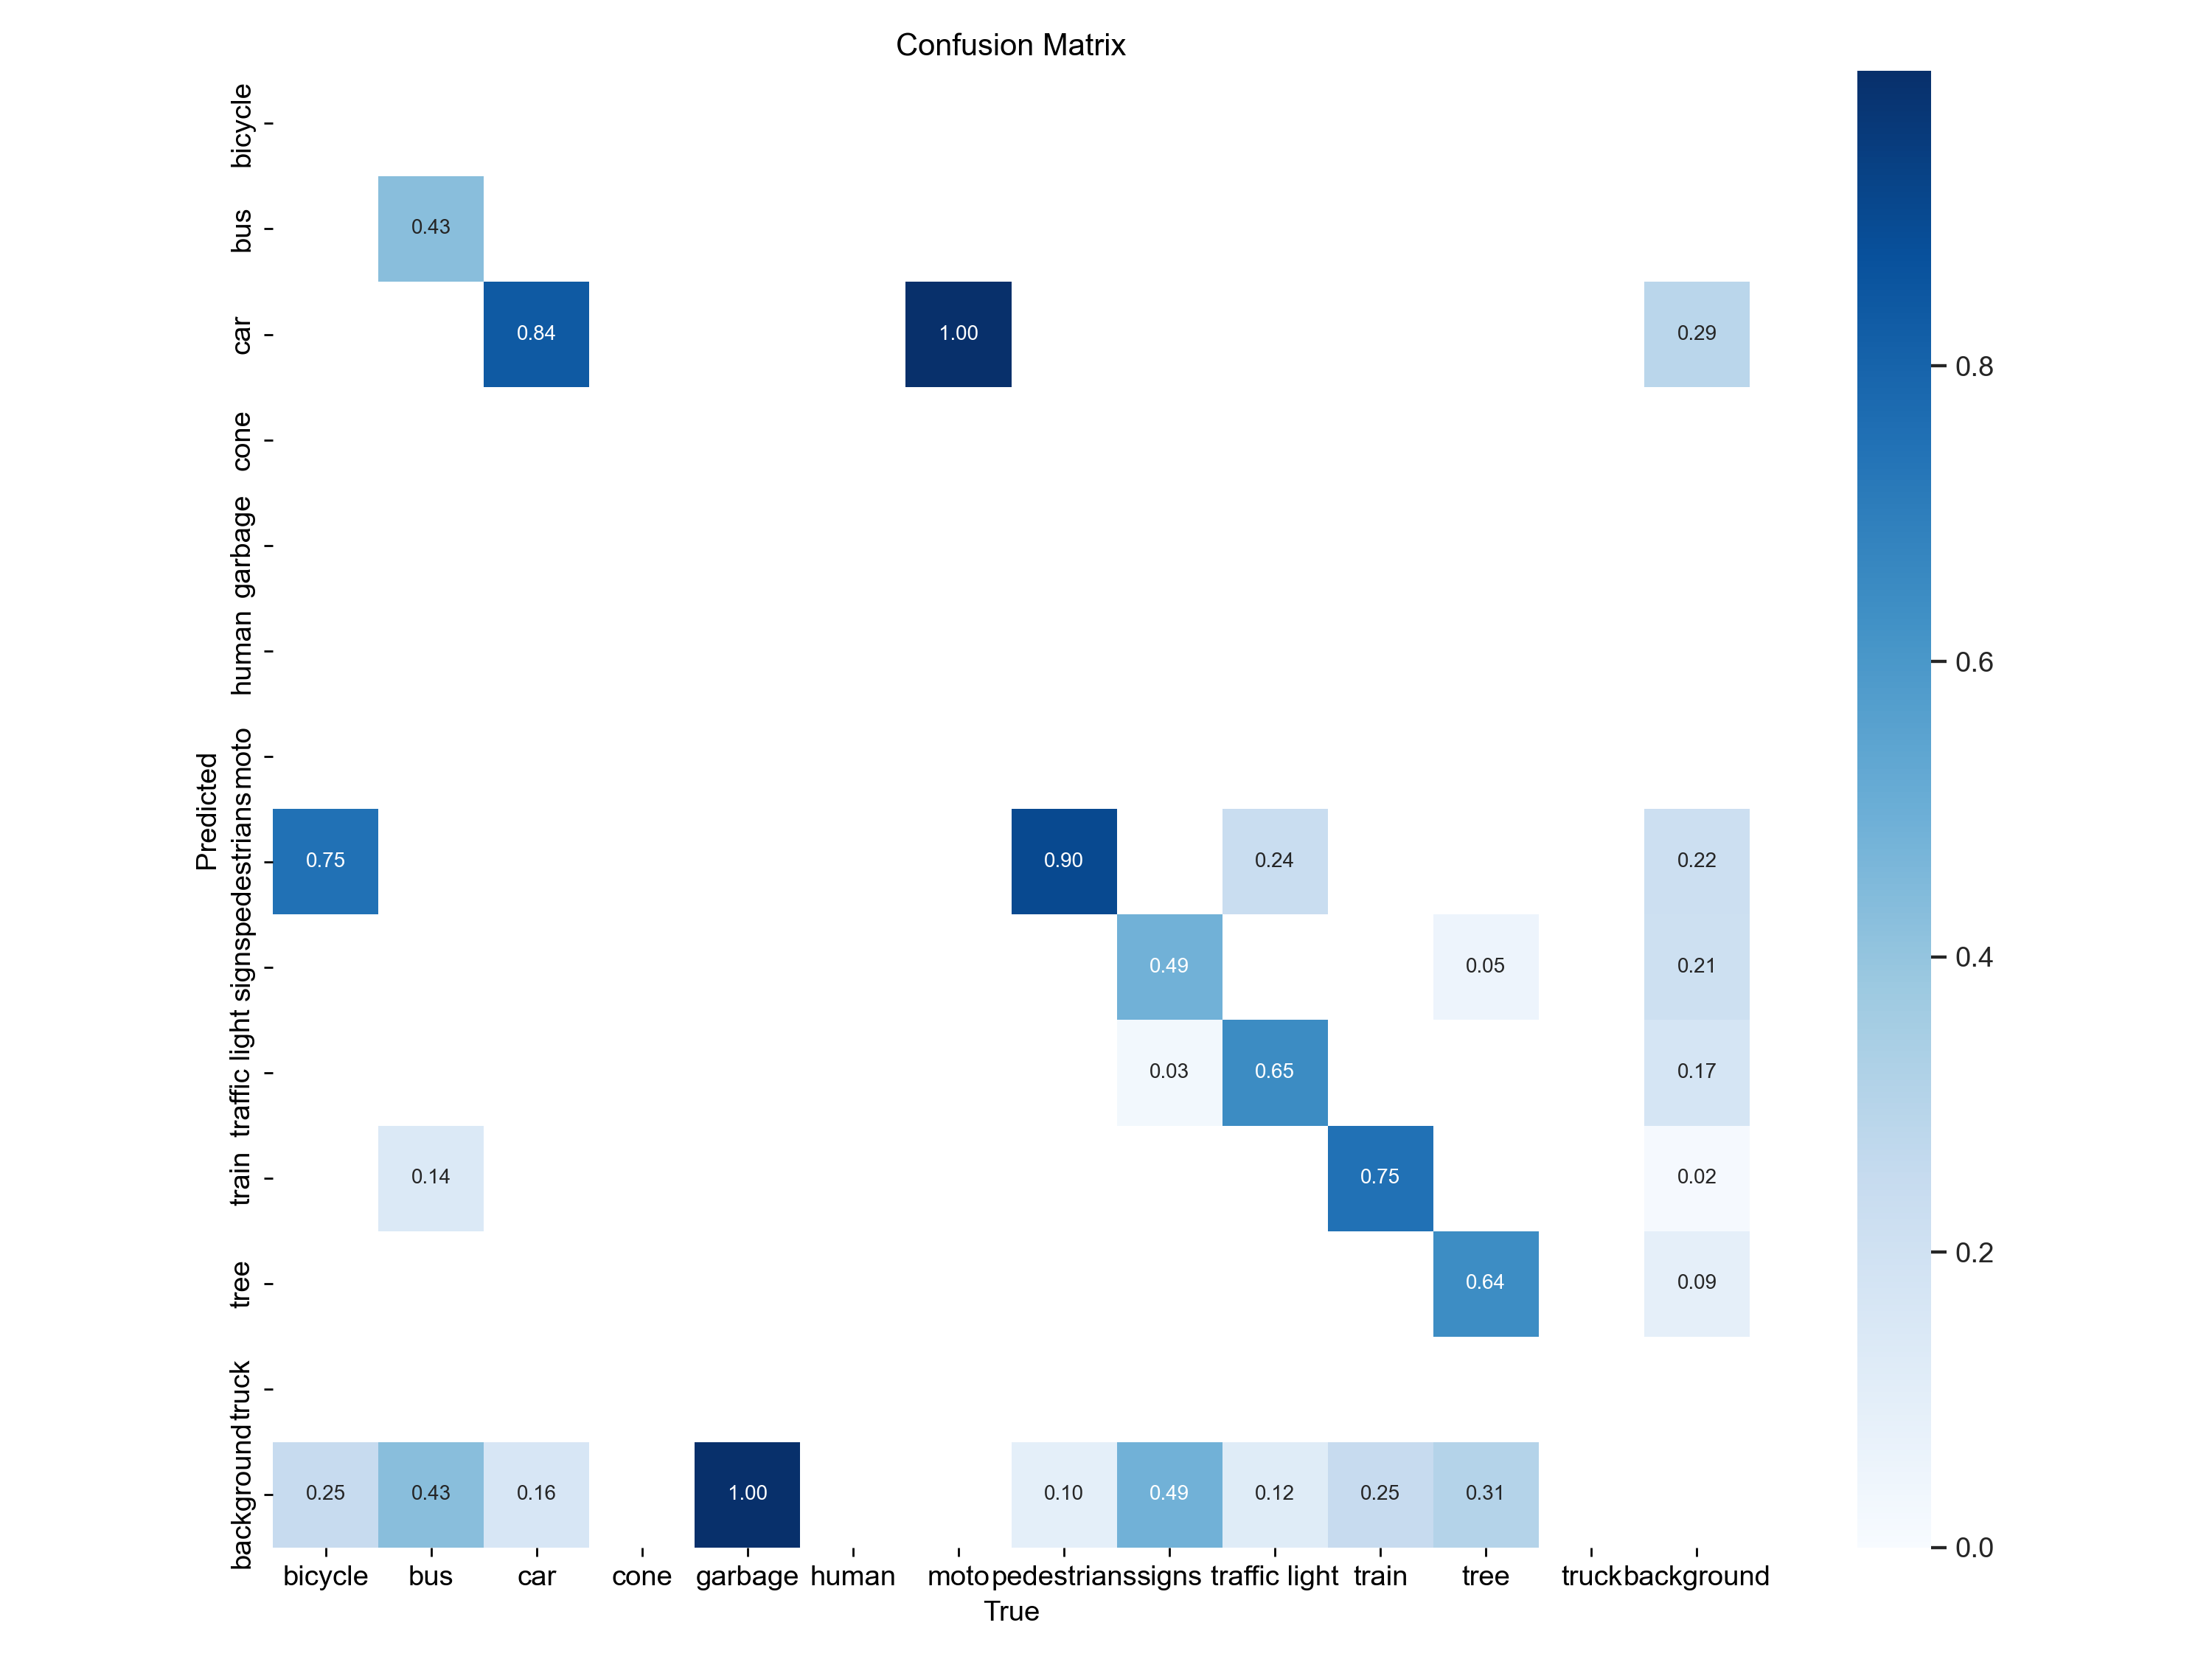 Confusion Matrix
Predicted
bicycle
bus
0.43
car
0.84 1.00 0.29
0.8
cone
garbage
human
0.6
moto
pedestrians
0.75 0.90 0.24 0.22
signs
0.49 0.05 0.21
0.4
traffic light
0.03 0.65 0.17
train
0.14 0.75 0.02
tree
0.64 0.09
0.2
truck
background
0.25 0.43 0.16 1.00 0.10 0.49 0.12 0.25 0.31
0.0
bicycle bus car cone garbage human moto pedestrians signs traffic light train tree truck background
True